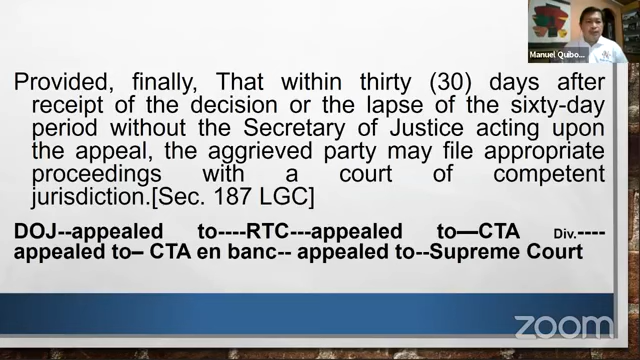 Manuel Quibo...
Provided, finally, That within thirty (30) days after
receipt of the decision or the lapse of the sixty-day
period without the Secretary of Justice acting upon
the appeal, the aggrieved party may file appropriate
proceedings with a court of competent
jurisdiction.[Sec. 187 LGC]
DOJ--appealed to----RTC---appealed to—CTA Div.----
appealed to– CTA en banc-- appealed to--Supreme Court
zoom